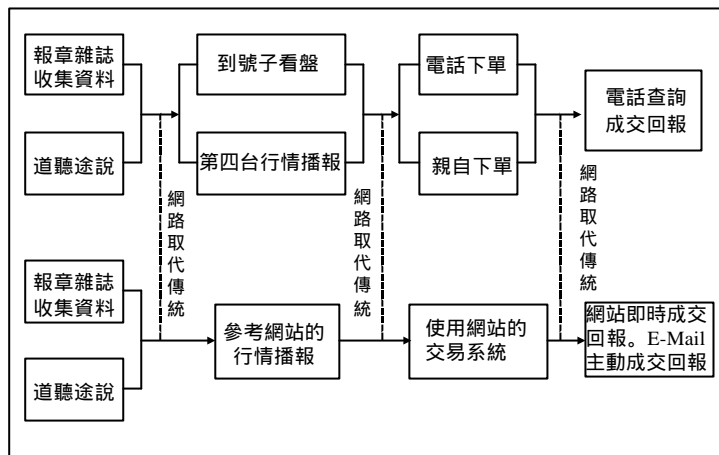 報章雜誌
收集資料
道聽途說
到號子看盤
第四台行情播報
電話下單
親自下單
電話查詢
成交回報
網路取代傳統
網路取代傳統
網路取代傳統
報章雜誌
收集資料
道聽途說
參考網站的
行情播報
使用網站的
交易系統
網站即時成交
回報。E-Mail
主動成交回報